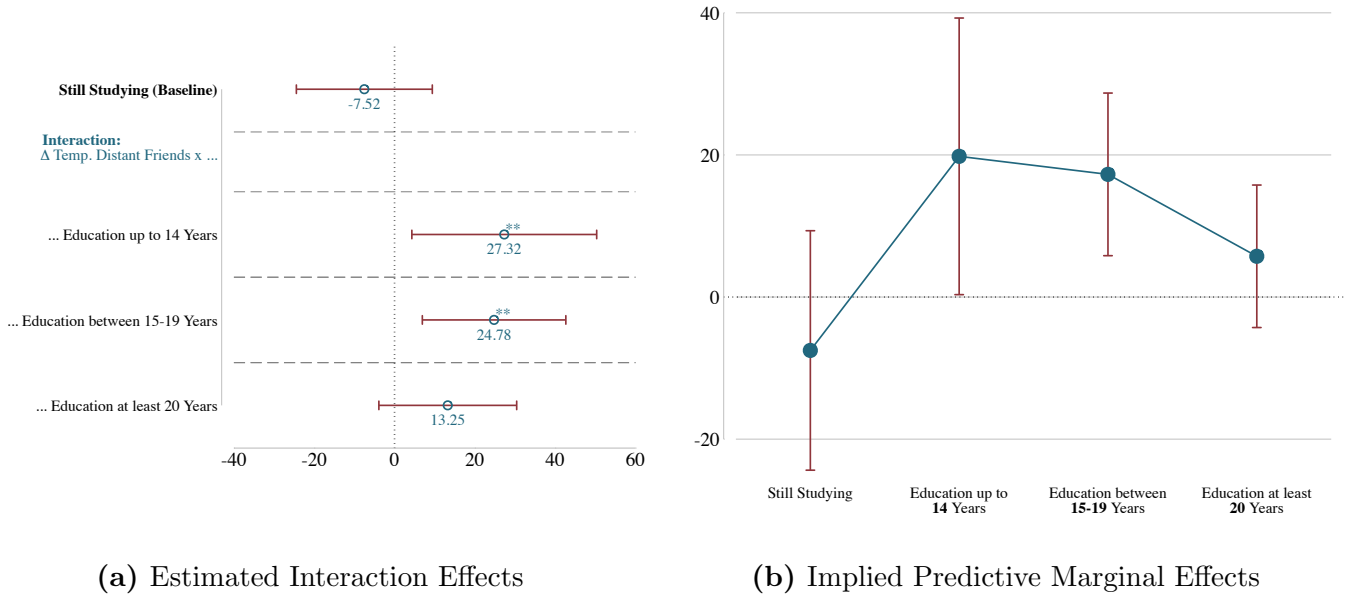 Still Studying (Baseline)
-7.52
Interaction:
Δ Temp. Distant Friends x ...
... Education up to 14 Years
**
27.32
... Education between 15-19 Years
**
24.78
... Education at least 20 Years
13.25
-40 -20 0 20 40 60
(a) Estimated Interaction Effects
40
20
0
-20
Still Studying
Education up to
14 Years
Education between
15-19 Years
Education at least
20 Years
(b) Implied Predictive Marginal Effects